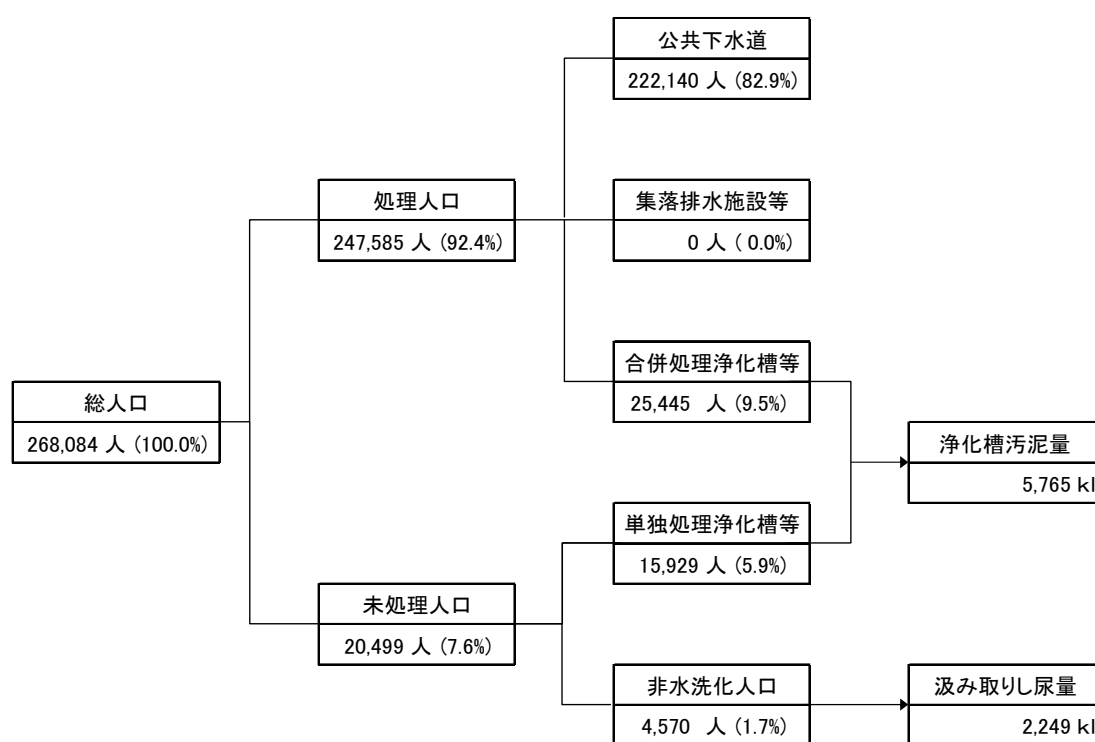 公共下水道
222,140 人 (82.9%)
処理人口
247,585 人 (92.4%)
集落排水施設等
0 人 ( 0.0%)
合併処理浄化槽等
25,445 人 (9.5%)
総人口
268,084 人 (100.0%)
浄化槽汚泥量
5,765 kl
単独処理浄化槽等
15,929 人 (5.9%)
未処理人口
20,499 人 (7.6%)
非水洗化人口
4,570 人 (1.7%)
汲み取りし尿量
2,249 kl